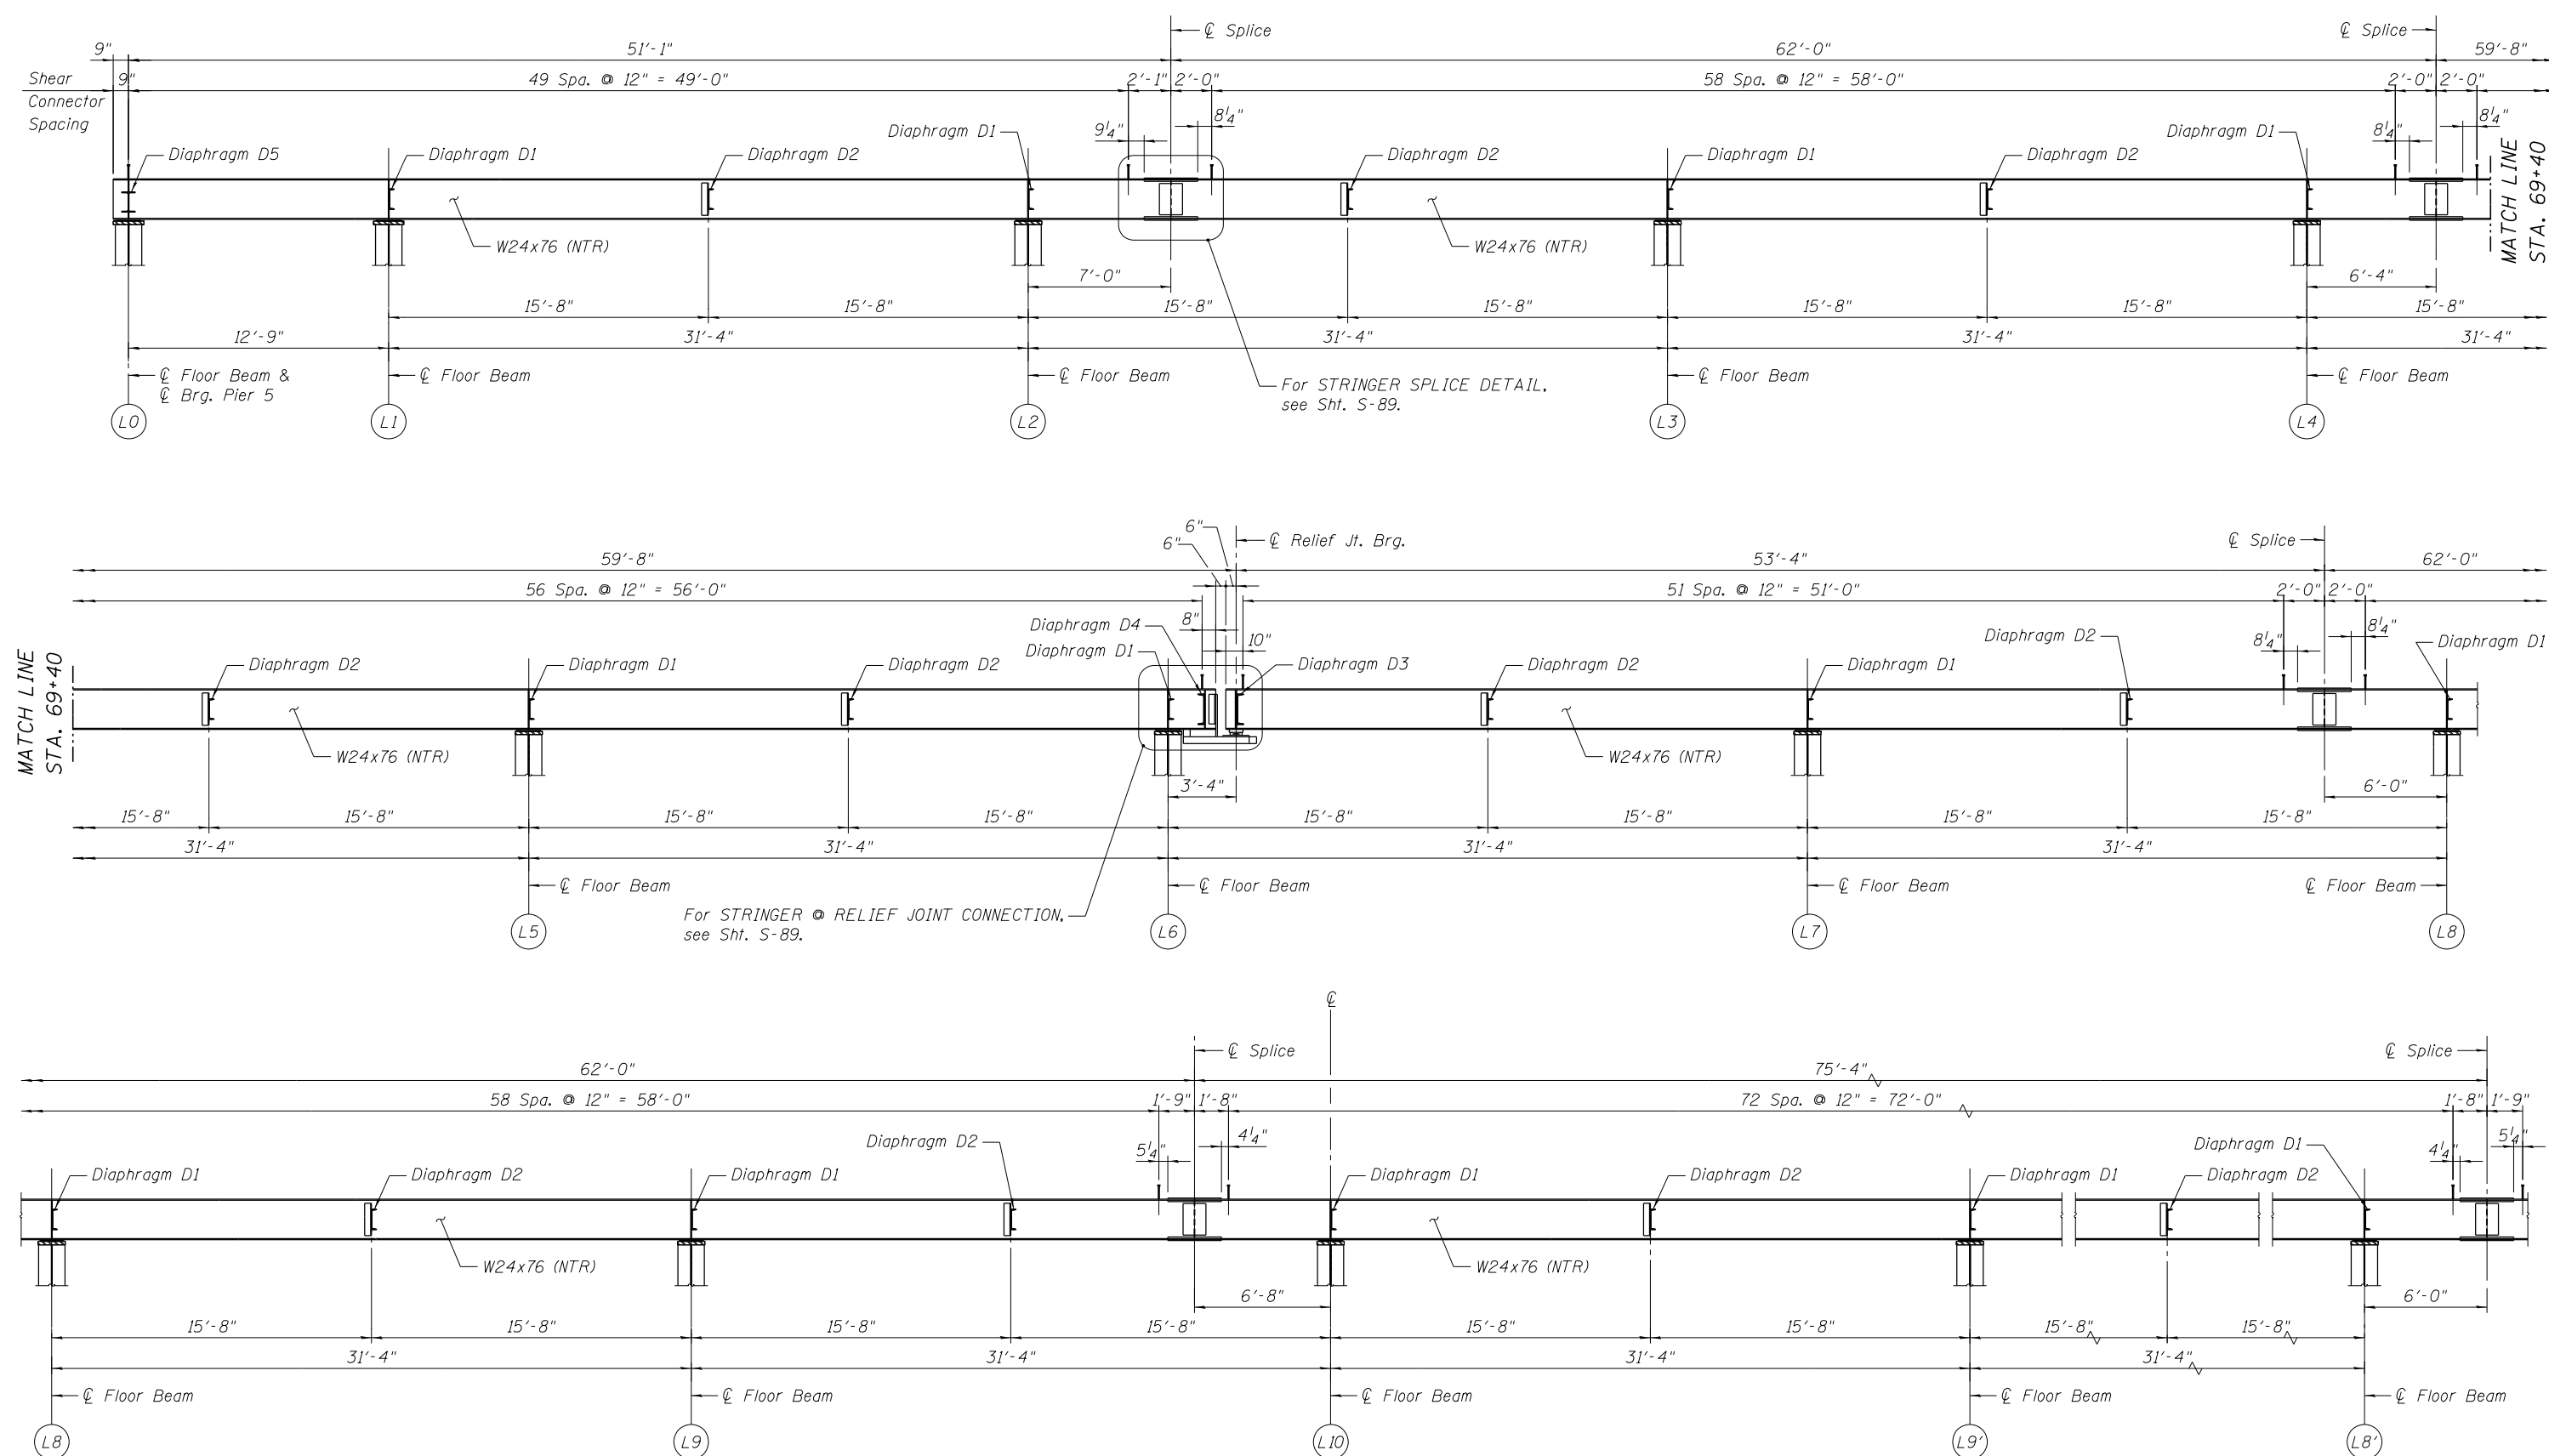 ℄ Splice
℄ Splice
9"
51'-1"
62'-0"
59'-8"
Shear
Connector
Spacing
9"
49 Spa. @ 12" = 49'-0"
2'-1"
2'-0"
58 Spa. @ 12" = 58'-0"
2'-0"
2'-0"
9¼"
8¼"
8¼"
8¼"
Diaphragm D5
Diaphragm D1
Diaphragm D2
Diaphragm D1
Diaphragm D2
Diaphragm D1
Diaphragm D2
Diaphragm D1
MATCH LINE
STA. 69+40
W24x76 (NTR)
W24x76 (NTR)
7'-0"
6'-4"
15'-8"
15'-8"
15'-8"
15'-8"
15'-8"
15'-8"
15'-8"
12'-9"
31'-4"
31'-4"
31'-4"
31'-4"
℄ Floor Beam &
℄ Brg. Pier 5
℄ Floor Beam
℄ Floor Beam
℄ Floor Beam
℄ Floor Beam
For STRINGER SPLICE DETAIL,
see Sht. S-89.
L0
L1
L2
L3
L4
6"
6"
℄ Relief Jt. Brg.
℄ Splice
59'-8"
53'-4"
62'-0"
56 Spa. @ 12" = 56'-0"
51 Spa. @ 12" = 51'-0"
2'-0"
2'-0"
8"
10"
8¼"
8¼"
MATCH LINE
STA. 69+40
Diaphragm D2
Diaphragm D1
Diaphragm D2
Diaphragm D4
Diaphragm D1
Diaphragm D3
Diaphragm D2
Diaphragm D1
Diaphragm D2
Diaphragm D1
W24x76 (NTR)
W24x76 (NTR)
3'-4"
6'-0"
15'-8"
15'-8"
15'-8"
15'-8"
15'-8"
15'-8"
15'-8"
15'-8"
31'-4"
31'-4"
31'-4"
31'-4"
℄ Floor Beam
℄ Floor Beam
℄ Floor Beam
℄ Floor Beam
For STRINGER @ RELIEF JOINT CONNECTION,
see Sht. S-89.
L5
L6
L7
L8
℄
℄ Splice
℄ Splice
62'-0"
75'-4"
58 Spa. @ 12" = 58'-0"
1'-9"
1'-8"
72 Spa. @ 12" = 72'-0"
1'-8"
1'-9"
5¼"
4¼"
4¼"
5¼"
Diaphragm D1
Diaphragm D2
Diaphragm D1
Diaphragm D2
Diaphragm D1
Diaphragm D2
Diaphragm D1
Diaphragm D2
Diaphragm D1
W24x76 (NTR)
W24x76 (NTR)
6'-8"
6'-0"
15'-8"
15'-8"
15'-8"
15'-8"
15'-8"
15'-8"
15'-8"
15'-8"
31'-4"
31'-4"
31'-4"
31'-4"
℄ Floor Beam
℄ Floor Beam
℄ Floor Beam
℄ Floor Beam
℄ Floor Beam
L8
L9
L10
L9'
L8'